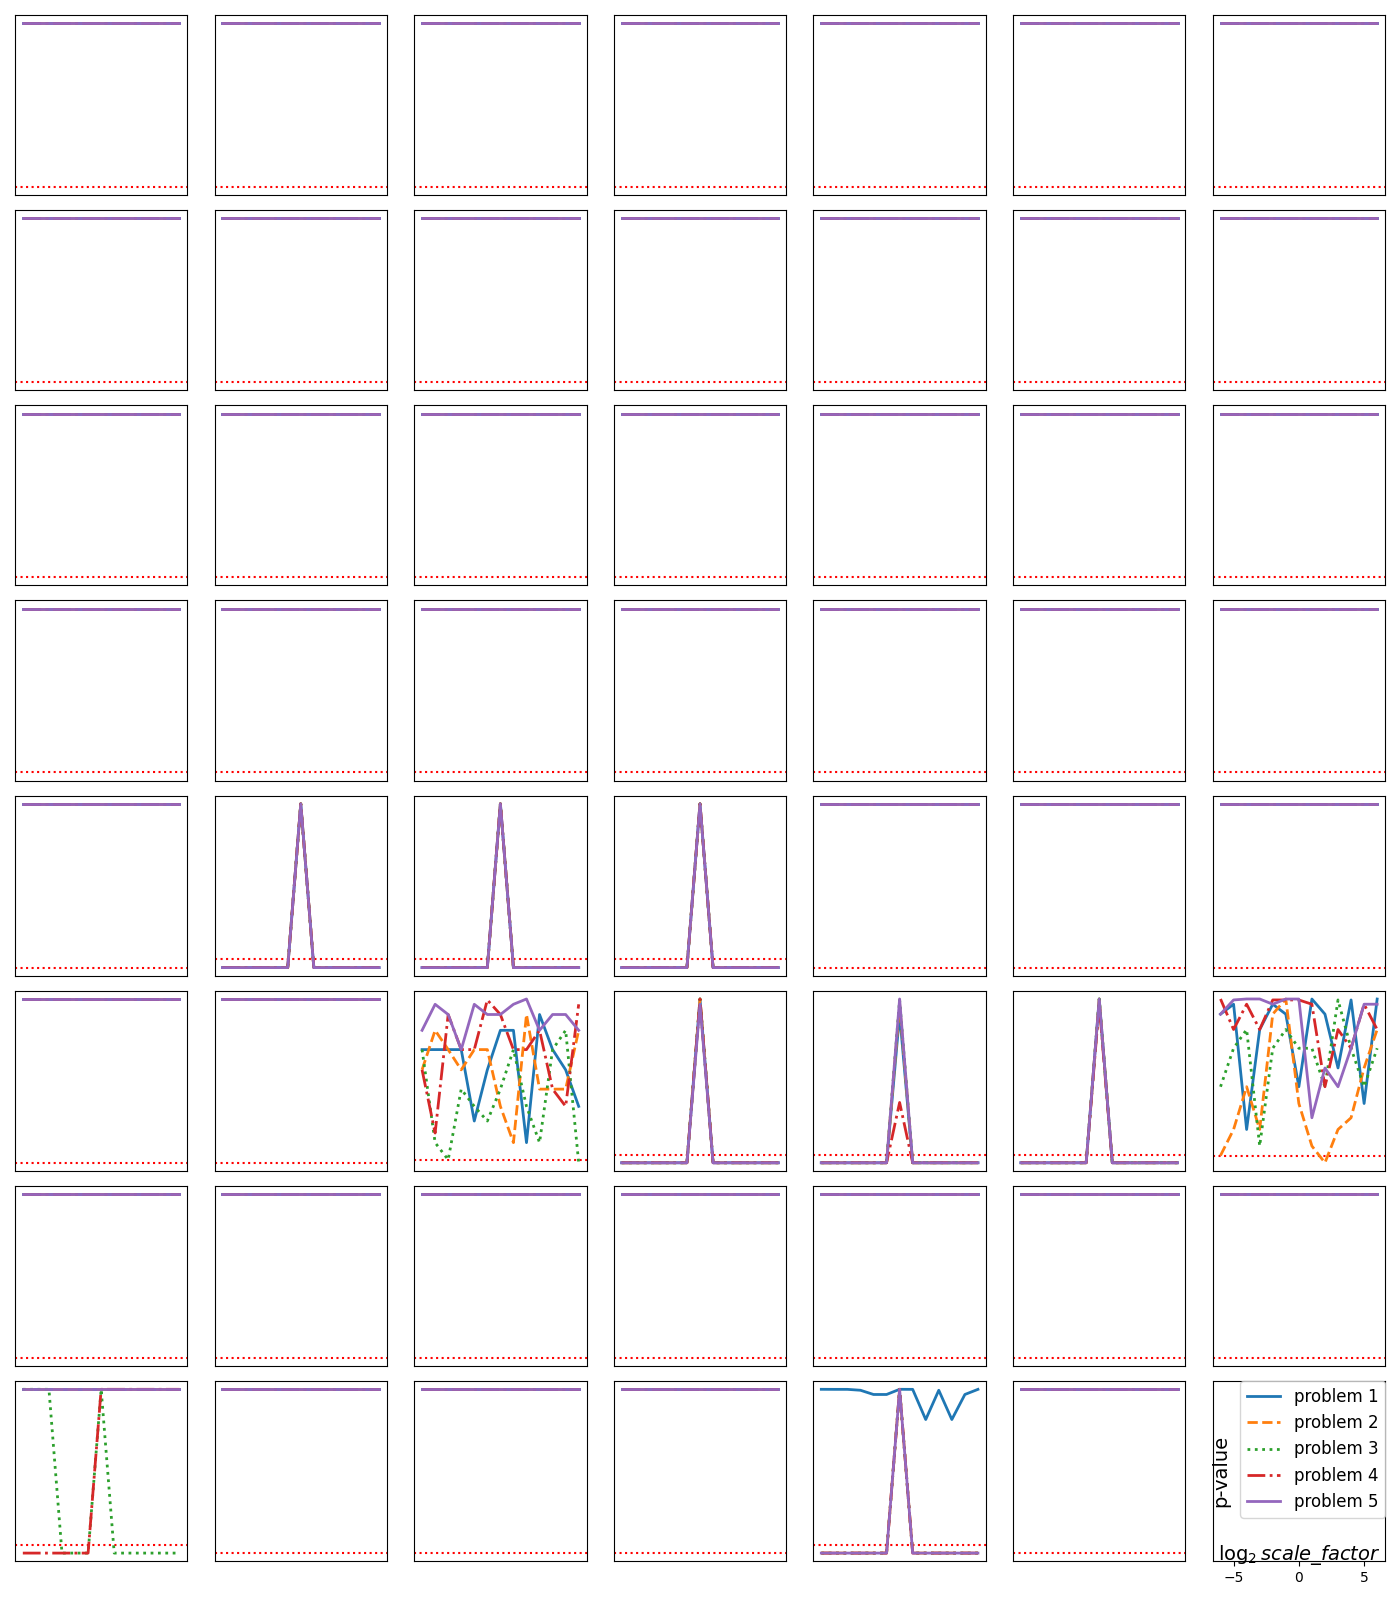 problem 1
problem 2
problem 3
problem 4
problem 5
p-value
log₂ scale_factor
−5 0 5